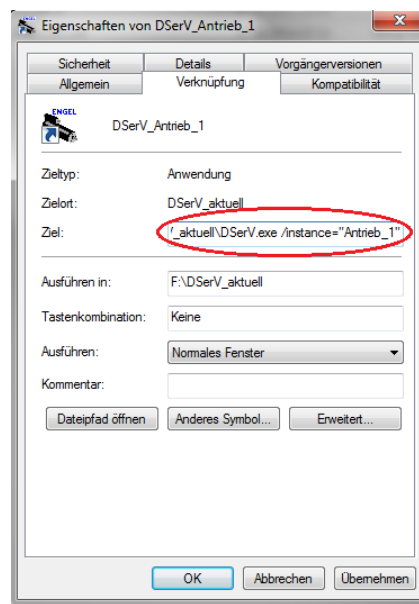 Eigenschaften von DSerV_Antrieb_1
Sicherheit Details Vorgängerversionen
Allgemein Verknüpfung Kompatibilität
ENGEL
DSerV_Antrieb_1
Zieltyp: Anwendung
Zielort: DSerV_aktuell
Ziel: _aktuell\DSerV.exe /instance="Antrieb_1"
Ausführen in: F:\DSerV_aktuell
Tastenkombination: Keine
Ausführen: Normales Fenster
Kommentar:
Dateipfad öffnen Anderes Symbol... Erweitert...
OK Abbrechen Übernehmen